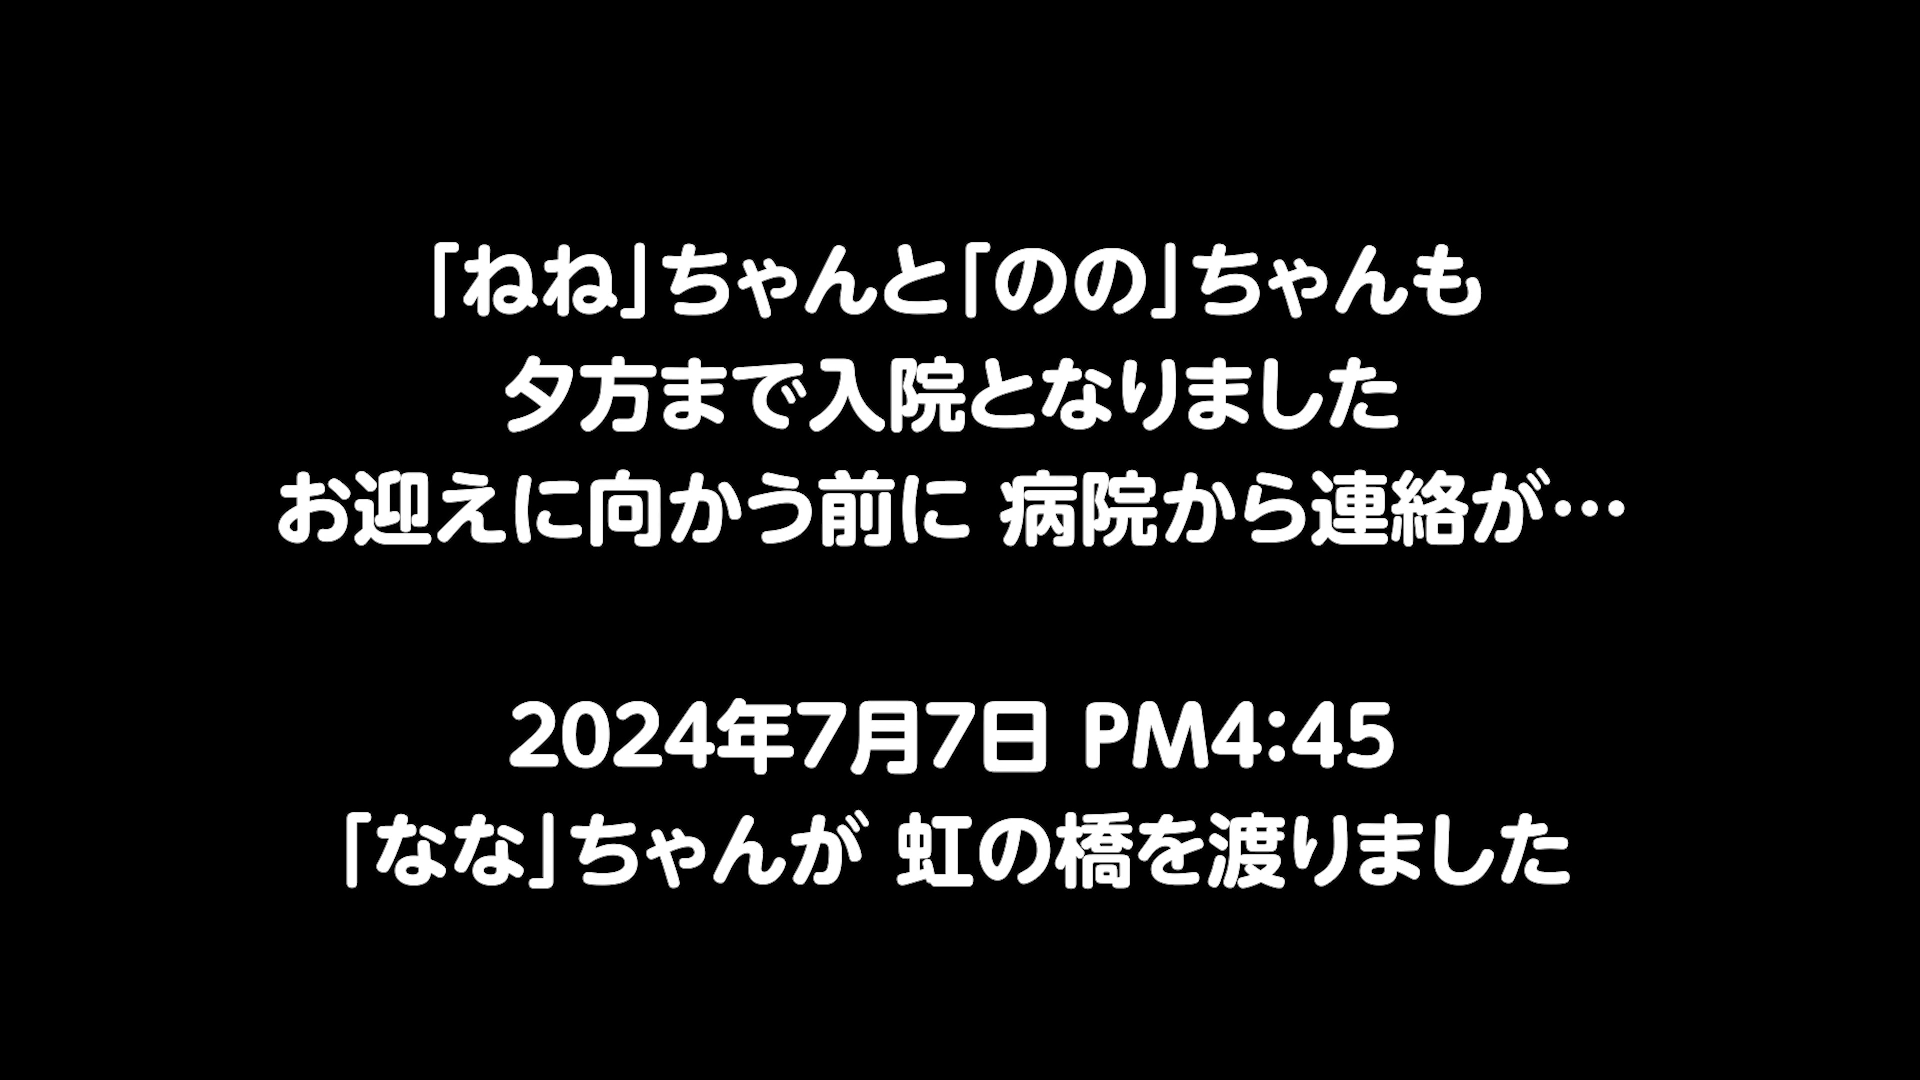 「ねね」ちゃんと「のの」ちゃんも
夕方まで入院となりました
お迎えに向かう前に 病院から連絡が…
2024年7月7日 PM4:45
「なな」ちゃんが 虹の橋を渡りました